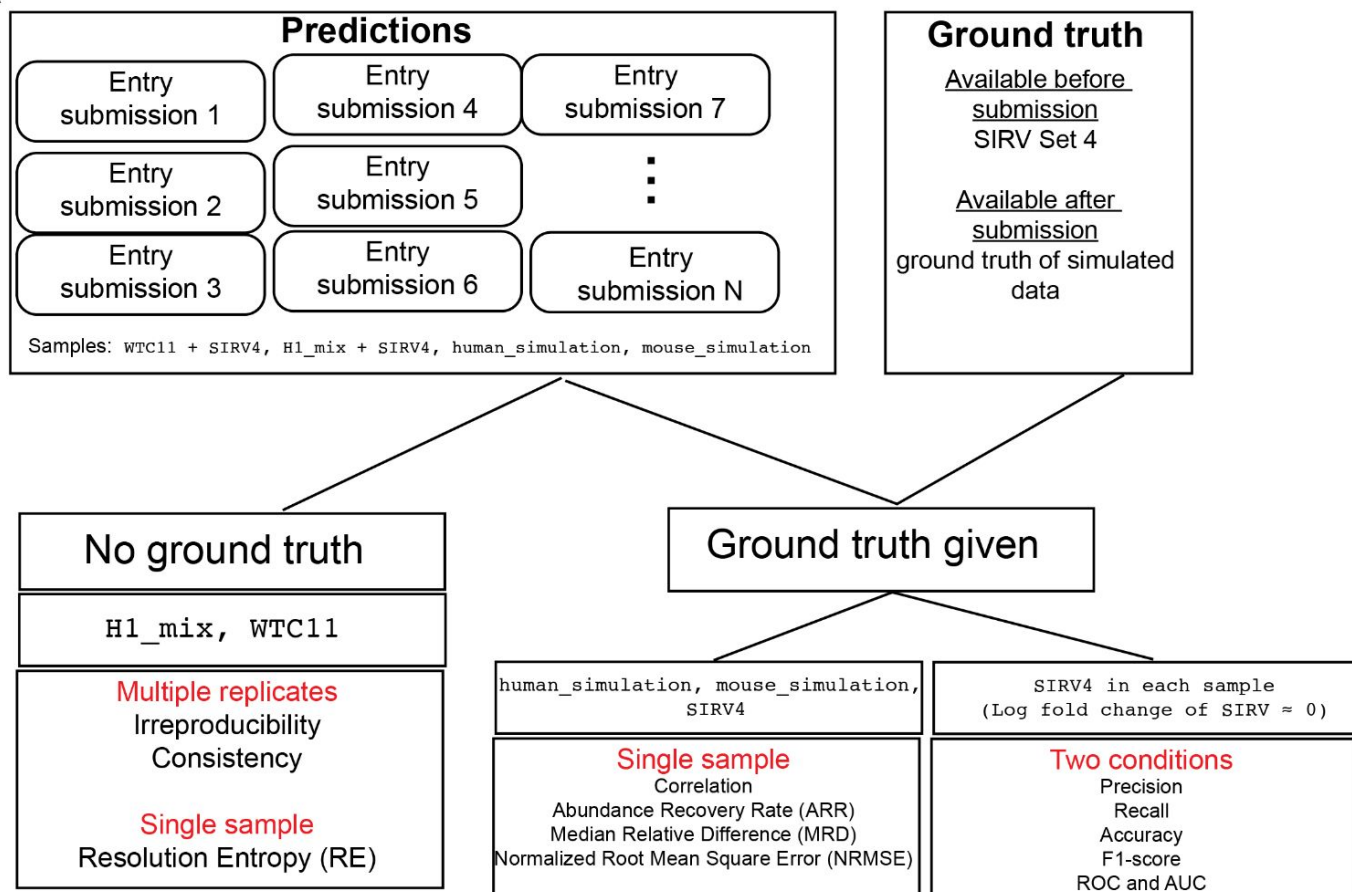 Predictions
Entry
submission 1
Entry
submission 4
Entry
submission 7
Entry
submission 2
Entry
submission 5
Entry
submission 3
Entry
submission 6
Entry
submission N
Samples: WTC11 + SIRV4, H1_mix + SIRV4, human_simulation, mouse_simulation
Ground truth
Available before
submission
SIRV Set 4
Available after
submission
ground truth of simulated
data
No ground truth
H1_mix, WTC11
Multiple replicates
Irreproducibility
Consistency
Single sample
Resolution Entropy (RE)
Ground truth given
human_simulation, mouse_simulation,
SIRV4
Single sample
Correlation
Abundance Recovery Rate (ARR)
Median Relative Difference (MRD)
Normalized Root Mean Square Error (NRMSE)
SIRV4 in each sample
(Log fold change of SIRV ≈ 0)
Two conditions
Precision
Recall
Accuracy
F1-score
ROC and AUC